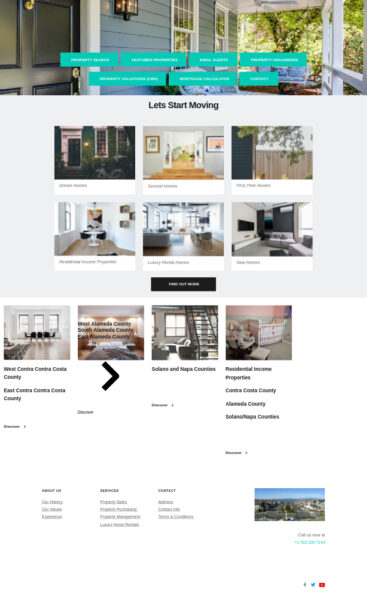 PROPERTY SEARCH
FEATURED PROPERTIES
EMAIL ALERTS
PROPERTY ORGANIZERS
PROPERTY VALUATIONS (CMA)
MORTGAGE CALCULATOR
CONTACT
Lets Start Moving
Dream Homes
Second Homes
First Time Homes
Residential Income Properties
Luxury Rental Homes
New Homes
FIND OUT MORE
West Contra Contra Costa
County
East Contra Contra Costa
County
Discover
West Alameda County
South Alameda County
East Alameda County
Discover
Solano and Napa Counties
Discover
Residential Income
Properties
Contra Costa County
Alameda County
Solano/Napa Counties
Discover
ABOUT US
Our History
Our Values
Experience
SERVICES
Property Sales
Property Purchasing
Property Management
Luxury Home Rentals
CONTACT
Address
Contact Info
Terms & Conditions
Call us now at